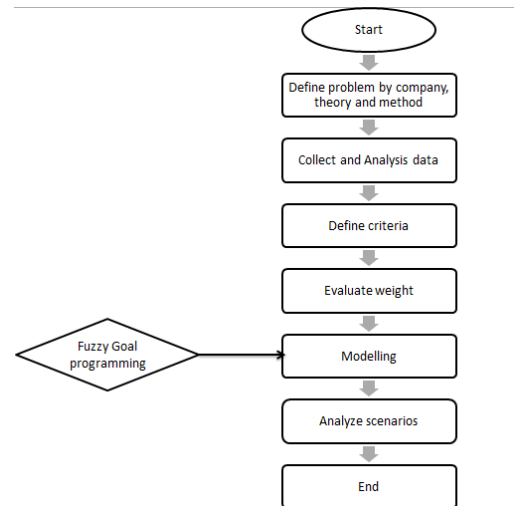 Start
Define problem by company,
theory and method
Collect and Analysis data
Define criteria
Evaluate weight
Fuzzy Goal
programming
Modelling
Analyze scenarios
End